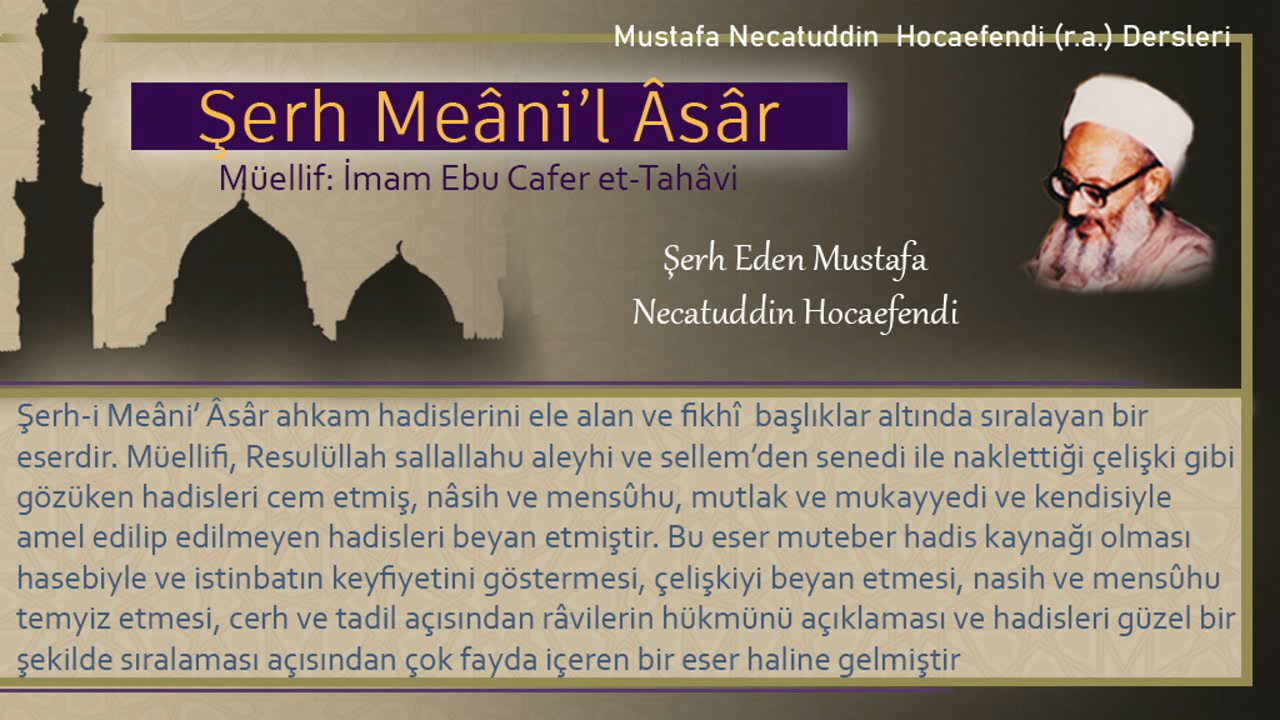 Mustafa Necatuddin Hocaefendi (r.a.) Dersleri
Şerh Meâni’l Âsâr
Müellif: İmam Ebu Cafer et-Tahâvi
Şerh Eden Mustafa
Necatuddin Hocaefendi
Şerh-i Meâni’ Âsâr ahkam hadislerini ele alan ve fikhî başlıklar altında sıralayan bir
eserdir. Müellifi, Resulüllah sallallahu aleyhi ve sellem’den senedi ile naklettiği çelişki gibi
gözüken hadisleri cem etmiş, nâsih ve mensûhu, mutlak ve mukayyedi ve kendisiyle
amel edilip edilmeyen hadisleri beyan etmiştir. Bu eser muteber hadis kaynağı olması
hasebiyle ve istinbatın keyfiyetini göstermesi, çelişkiyi beyan etmesi, nasih ve mensûhu
temyiz etmesi, cerh ve tadil açısından râvilerin hükmünü açıklaması ve hadisleri güzel bir
şekilde sıralaması açısından çok fayda içeren bir eser haline gelmiştir